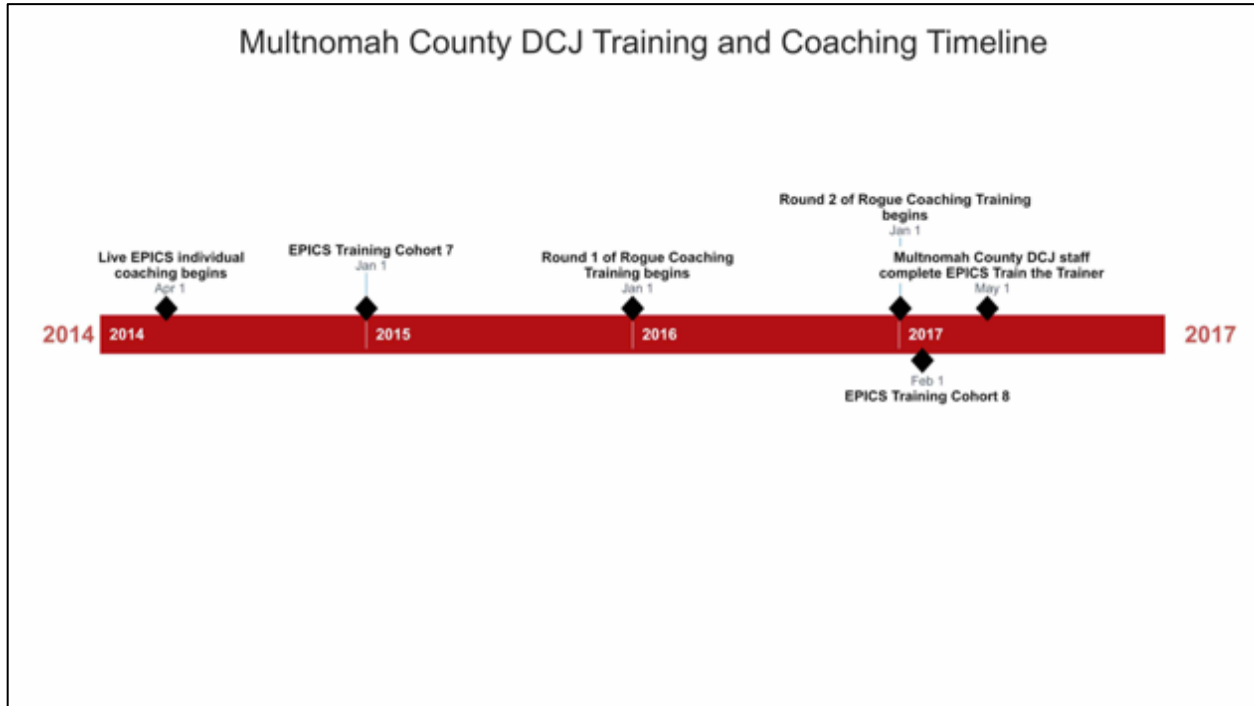 Multnomah County DCJ Training and Coaching Timeline
Round 2 of Rogue Coaching Training
begins
Jan 1
Live EPICS individual
coaching begins
Apr 1
EPICS Training Cohort 7
Jan 1
Round 1 of Rogue Coaching
Training begins
Jan 1
Multnomah County DCJ staff
complete EPICS Train the Trainer
May 1
2014
2014
2015
2016
2017
2017
Feb 1
EPICS Training Cohort 8